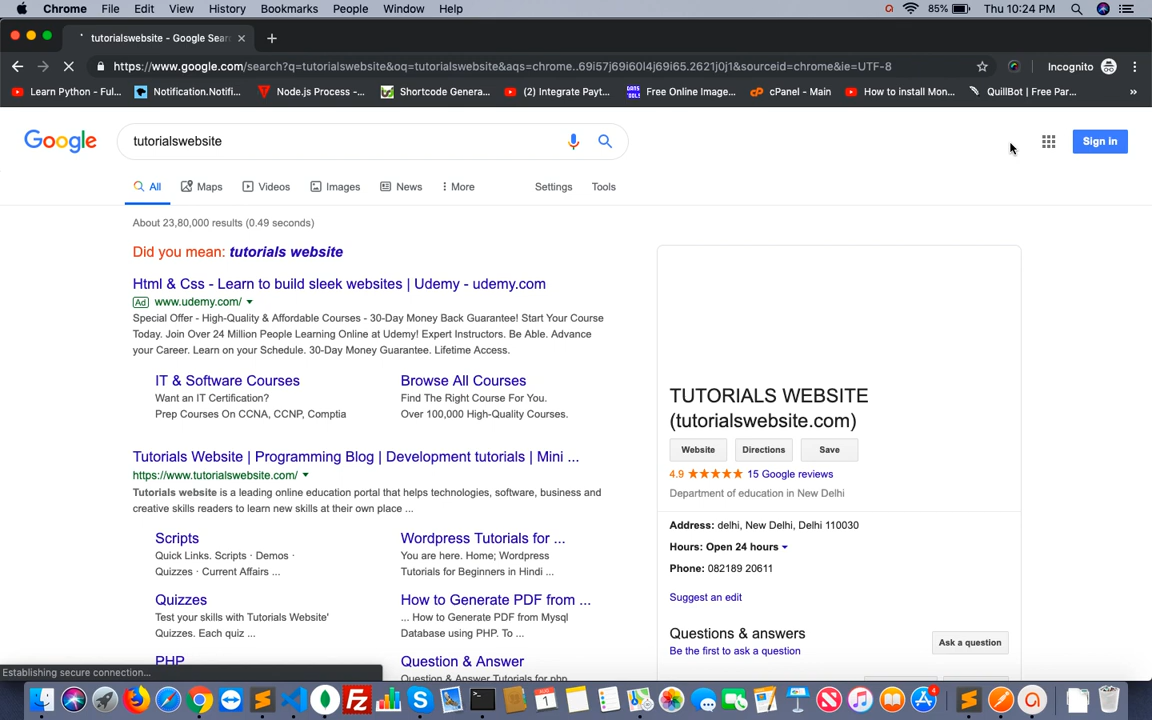 Chrome File Edit View History Bookmarks People Window Help 85% Thu 10:24 PM
tutorialswebsite - Google Sear
https://www.google.com/search?q=tutorialswebsite&oq=tutorialswebsite&aqs=chrome..69i57j69i60l4j69i65.2621j0j1&sourceid=chrome&ie=UTF-8 Incognito
Learn Python - Ful... Notification.Notifi... Node.js Process -... Shortcode Genera... (2) Integrate Payt... Free Online Image... cPanel - Main How to install Mon... QuillBot | Free Par... »
Google tutorialswebsite Sign in
All Maps Videos Images News More Settings Tools
About 23,80,000 results (0.49 seconds)
Did you mean: tutorials website
Html & Css - Learn to build sleek websites | Udemy - udemy.com
Ad www.udemy.com/
Special Offer - High-Quality & Affordable Courses - 30-Day Money Back Guarantee! Start Your Course
Today. Join Over 24 Million People Learning Online at Udemy! Expert Instructors. Be Able. Advance
your Career. Learn on your Schedule. 30-Day Money Guarantee. Lifetime Access.
IT & Software Courses
Want an IT Certification?
Prep Courses On CCNA, CCNP, Comptia
Browse All Courses
Find The Right Course For You.
Over 100,000 High-Quality Courses.
Tutorials Website | Programming Blog | Development tutorials | Mini ...
https://www.tutorialswebsite.com/
Tutorials website is a leading online education portal that helps technologies, software, business and
creative skills readers to learn new skills at their own place ...
Scripts
Quick Links. Scripts · Demos ·
Quizzes · Current Affairs ...
Wordpress Tutorials for ...
You are here. Home; Wordpress
Tutorials for Beginners in Hindi ...
Quizzes
Test your skills with Tutorials Website'
Quizzes. Each quiz ...
How to Generate PDF from ...
... How to Generate PDF from Mysql
Database using PHP. To ...
PHP
Question & Answer
Question & Answer Tutorials for php
TUTORIALS WEBSITE
(tutorialswebsite.com)
Website Directions Save
4.9 15 Google reviews
Department of education in New Delhi
Address: delhi, New Delhi, Delhi 110030
Hours: Open 24 hours
Phone: 082189 20611
Suggest an edit
Questions & answers
Be the first to ask a question
Ask a question
Establishing secure connection...